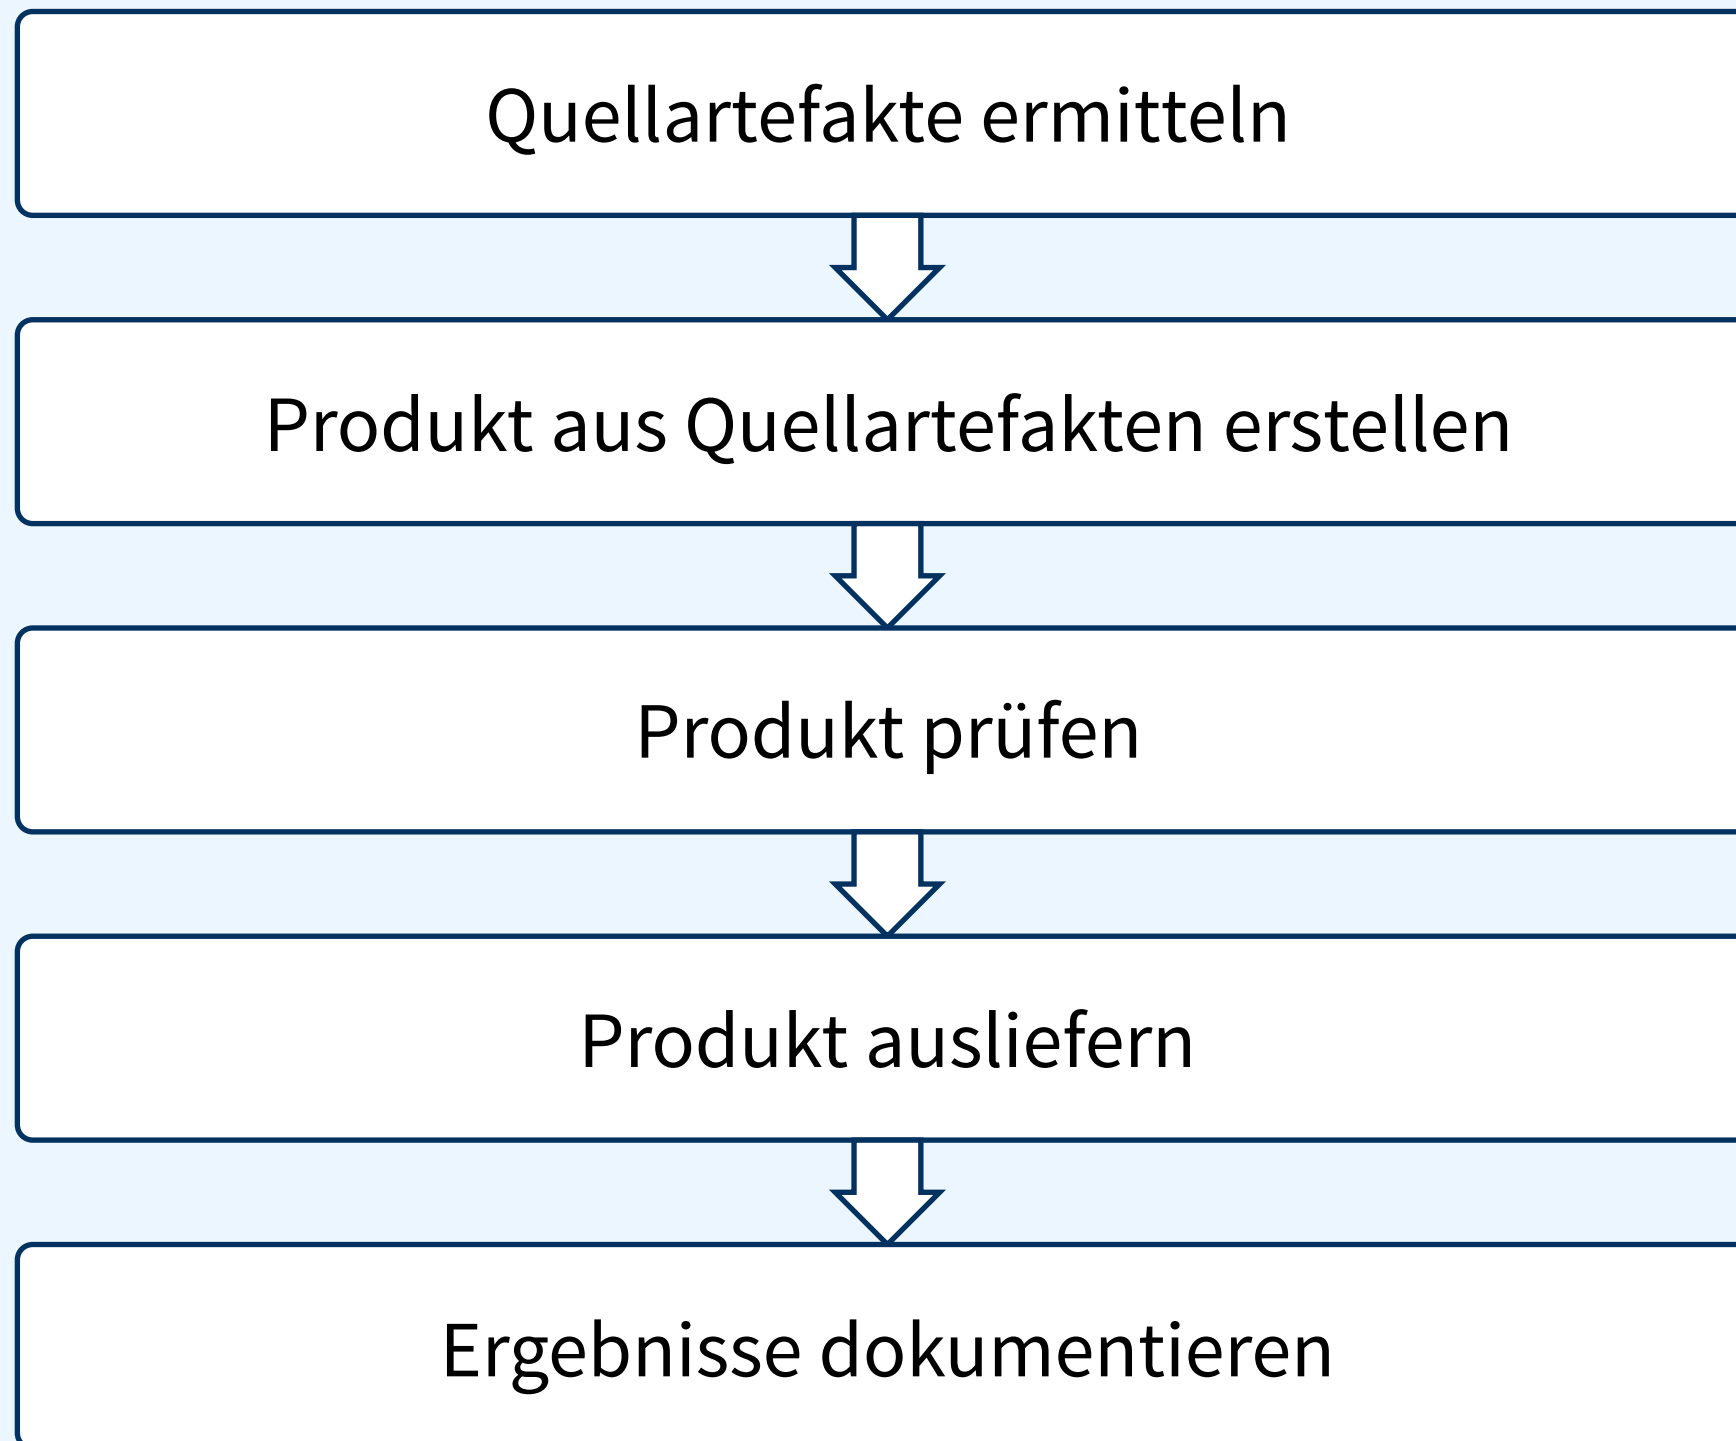 Quellartefakte ermitteln
Produkt aus Quellartefakten erstellen
Produkt prüfen
Produkt ausliefern
Ergebnisse dokumentieren